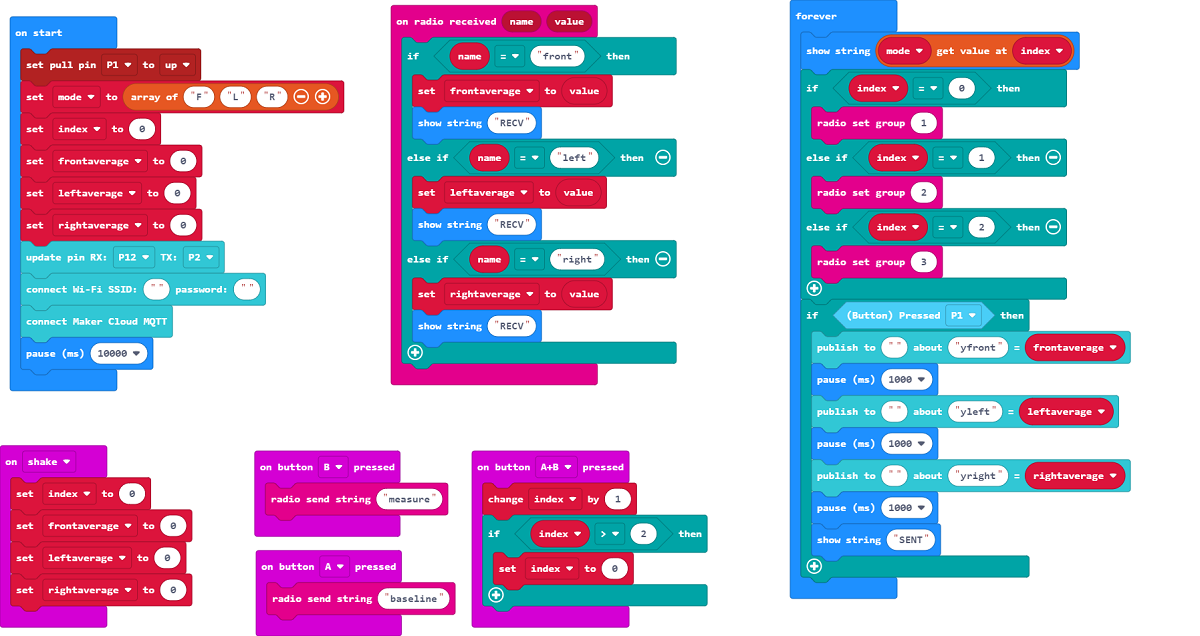 on start
set pull pin P1 to up
set mode to array of "F" "L" "R"
set index to 0
set frontaverage to 0
set leftaverage to 0
set rightaverage to 0
update pin RX: P12 TX: P2
connect Wi-Fi SSID: " " password: " "
connect Maker Cloud MQTT
pause (ms) 10000
on radio received name value
if name = "front" then
set frontaverage to value
show string "RECV"
else if name = "left" then
set leftaverage to value
show string "RECV"
else if name = "right" then
set rightaverage to value
show string "RECV"
forever
show string mode get value at index
if index = 0 then
radio set group 1
else if index = 1 then
radio set group 2
else if index = 2 then
radio set group 3
if (Button) Pressed P1 then
publish to " " about "yfront" = frontaverage
pause (ms) 1000
publish to " " about "yleft" = leftaverage
pause (ms) 1000
publish to " " about "yright" = rightaverage
pause (ms) 1000
show string "SENT"
on shake
set index to 0
set frontaverage to 0
set leftaverage to 0
set rightaverage to 0
on button B pressed
radio send string "measure"
on button A pressed
radio send string "baseline"
on button A+B pressed
change index by 1
if index > 2 then
set index to 0